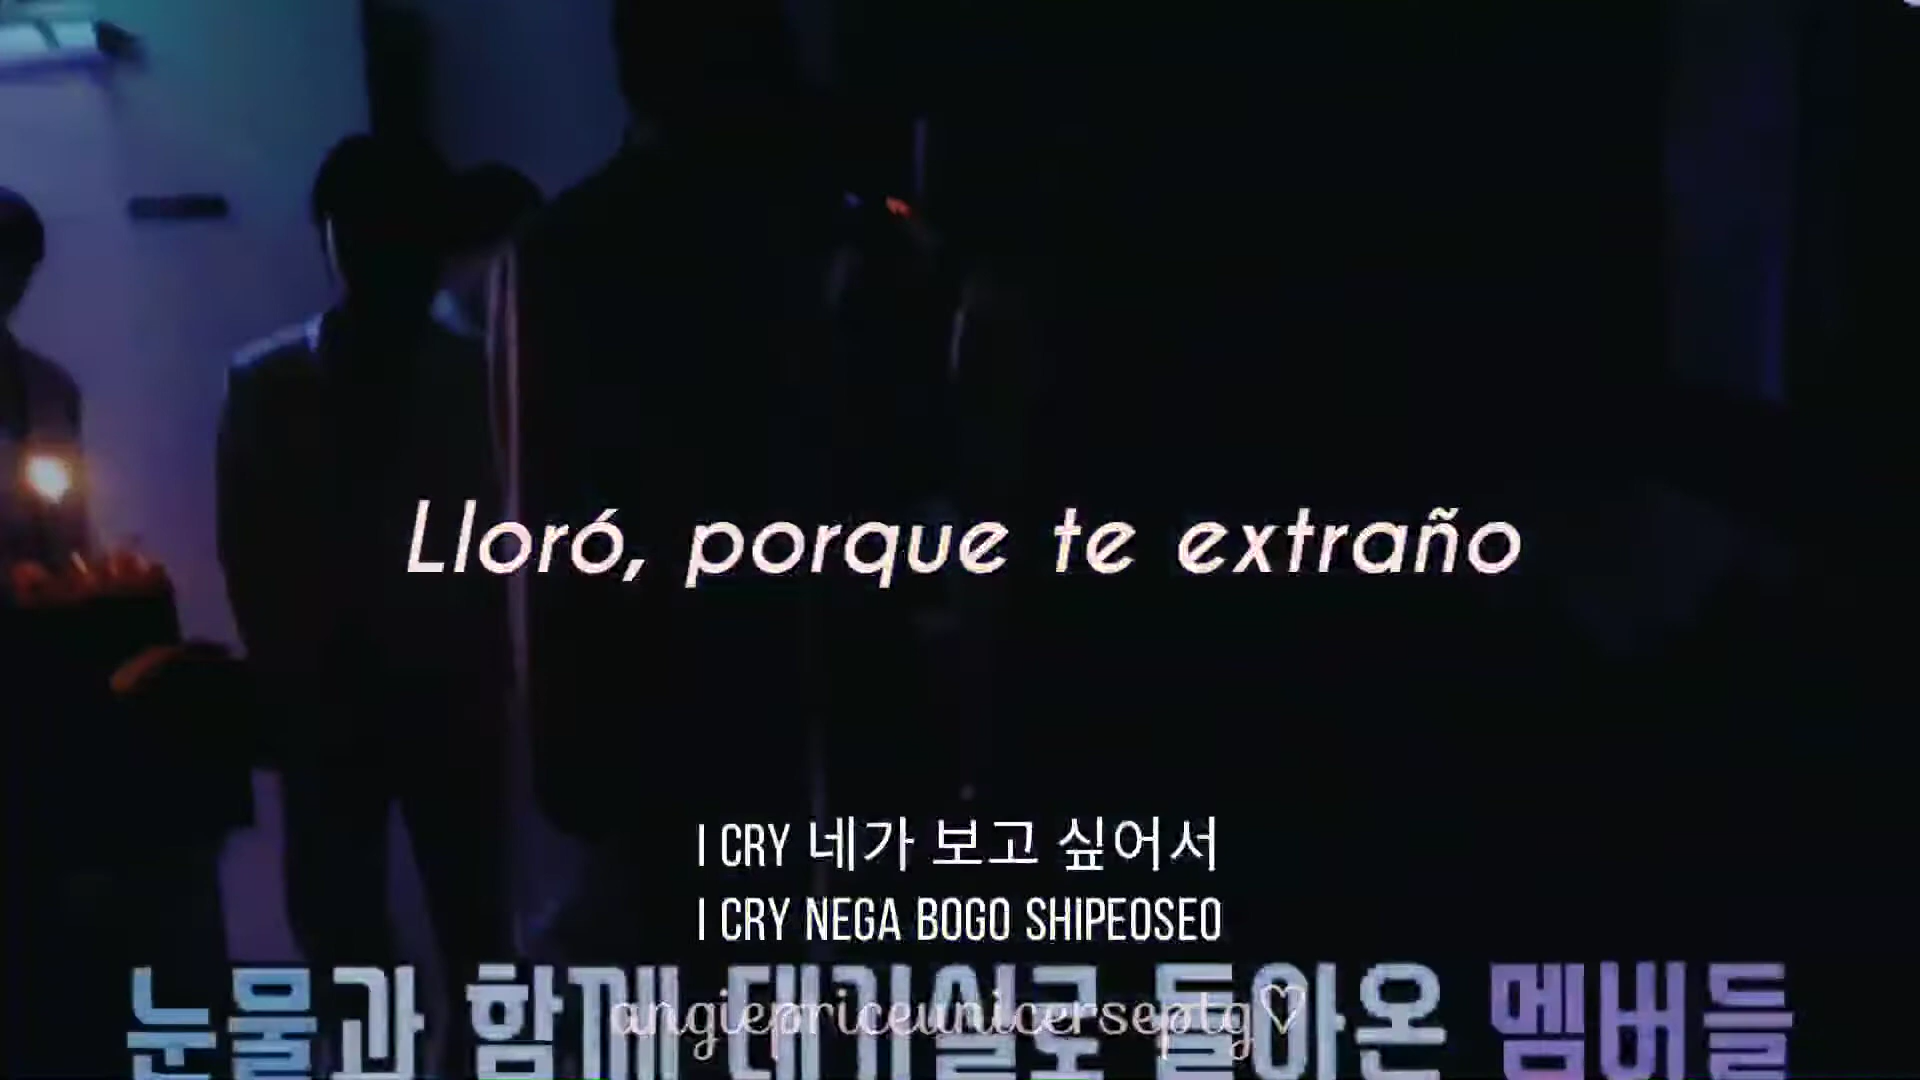 Lloró, porque te extraño
I CRY 네가 보고 싶어서
I CRY NEGA BOGO SHIPEOSEO
눈물과 함께 대기실로 돌아온 멤버들
angiepriceunicerseptg♡